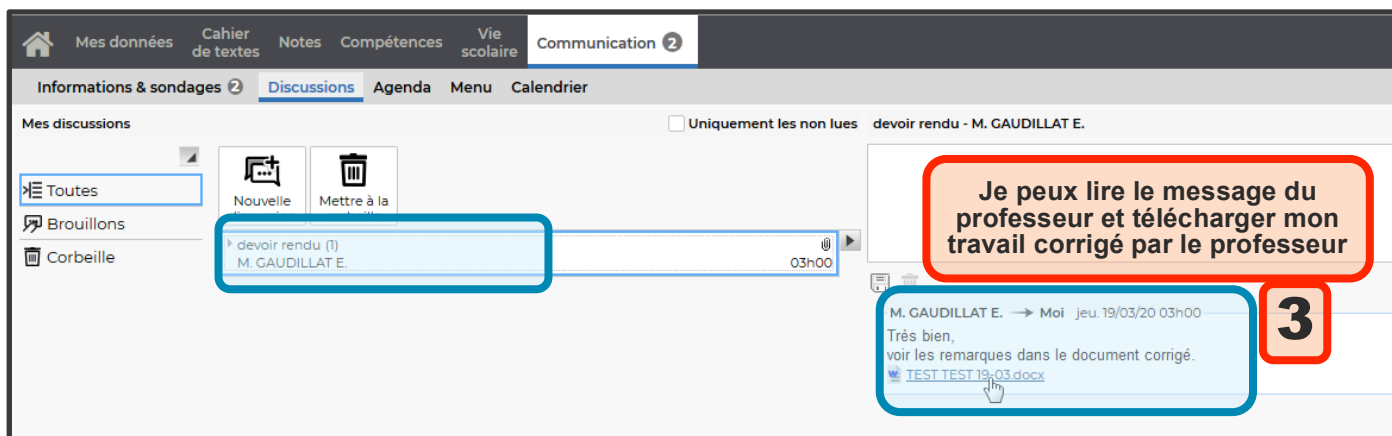 Mes données
Cahier
de textes
Notes
Compétences
Vie
scolaire
Communication 2
Informations & sondages 2
Discussions
Agenda
Menu
Calendrier
Mes discussions
Uniquement les non lues
devoir rendu - M. GAUDILLAT E.
Toutes
Brouillons
Corbeille
Nouvelle
Mettre à la
devoir rendu (1)
M. GAUDILLAT E.
03h00
Je peux lire le message du
professeur et télécharger mon
travail corrigé par le professeur
3
M. GAUDILLAT E. → Moi jeu. 19/03/20 03h00
Très bien,
voir les remarques dans le document corrigé.
TEST TEST 19-03.docx